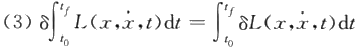 (3) δ∫_{t_0}^{t_f} L(x,ẋ,t)dt = ∫_{t_0}^{t_f} δL(x,ẋ,t)dt